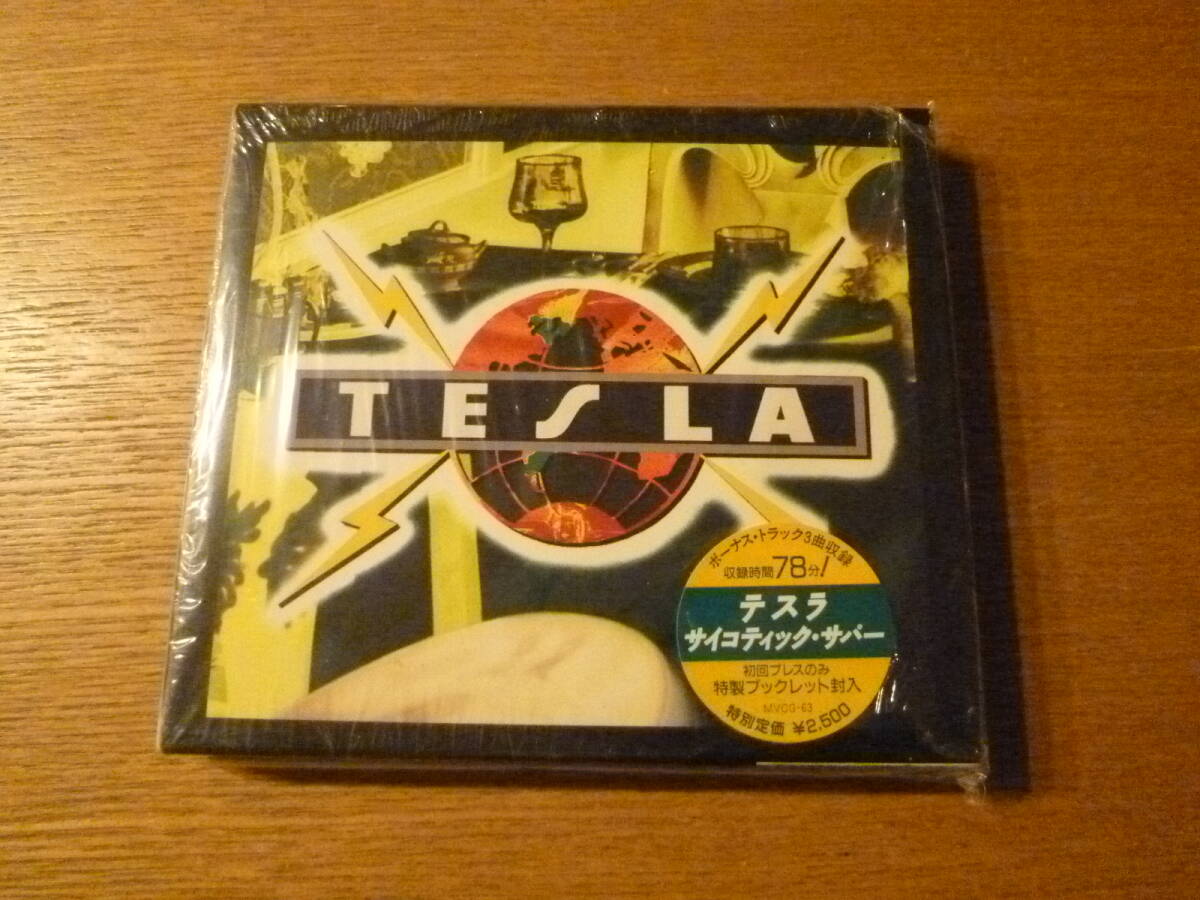 TESLA
ボーナス・トラック3曲収録
収録時間78分!
テスラ
サイコティック・サパー
初回プレスのみ
特製ブックレット封入
MVCG-63
特別定価 ¥2,500